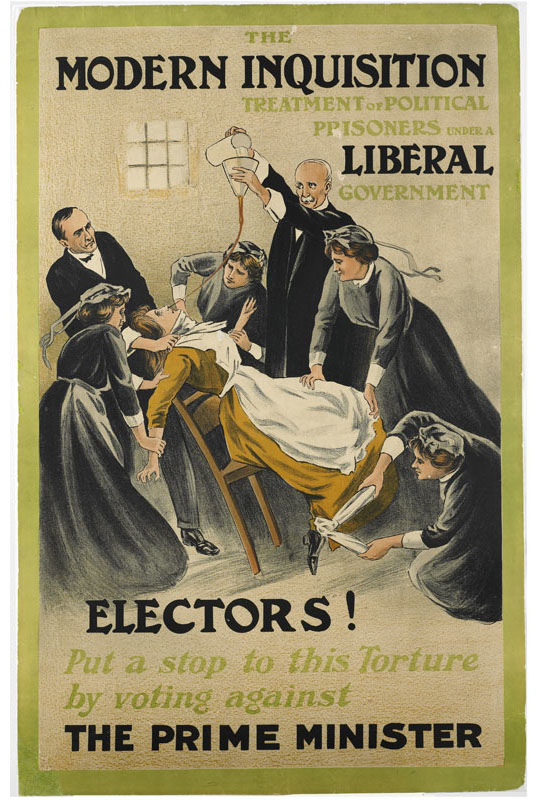 THE
MODERN INQUISITION
TREATMENT OF POLITICAL
PRISONERS UNDER A
LIBERAL
GOVERNMENT
ELECTORS!
Put a stop to this Torture
by voting against
THE PRIME MINISTER